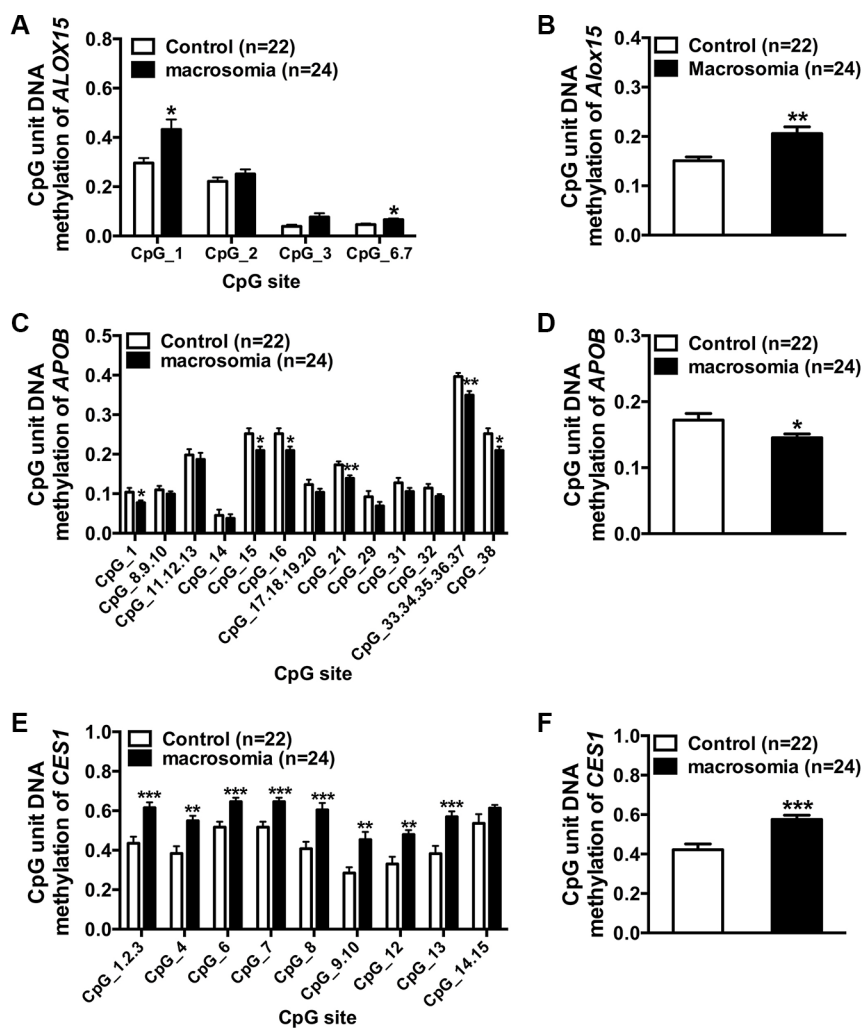 A
CpG unit DNA
methylation of ALOX15
0.8
0.6
0.4
0.2
0.0
Control (n=22)
macrosomia (n=24)
*
*
CpG_1
CpG_2
CpG_3
CpG_6.7
CpG site
B
CpG unit DNA
methylation of Alox15
0.4
0.3
0.2
0.1
0.0
Control (n=22)
Macrosomia (n=24)
**
C
CpG unit DNA
methylation of APOB
0.5
0.4
0.3
0.2
0.1
0.0
Control (n=22)
macrosomia (n=24)
*
*
*
**
**
*
CpG_1
CpG_8.9.10
CpG_11.12.13
CpG_14
CpG_15
CpG_16
CpG_17.18.19.20
CpG_21
CpG_29
CpG_31
CpG_32
CpG_33.34.35.36.37
CpG_38
CpG site
D
CpG unit DNA
methylation of APOB
0.3
0.2
0.1
0.0
Control (n=22)
macrosomia (n=24)
*
E
CpG unit DNA
methylation of CES1
1.0
0.8
0.6
0.4
0.2
0.0
Control (n=22)
macrosomia (n=24)
***
**
***
***
***
**
**
***
CpG_1.2.3
CpG_4
CpG_6
CpG_7
CpG_8
CpG_9.10
CpG_12
CpG_13
CpG_14.15
CpG site
F
CpG unit DNA
methylation of CES1
1.0
0.8
0.6
0.4
0.2
0.0
Control (n=22)
macrosomia (n=24)
***